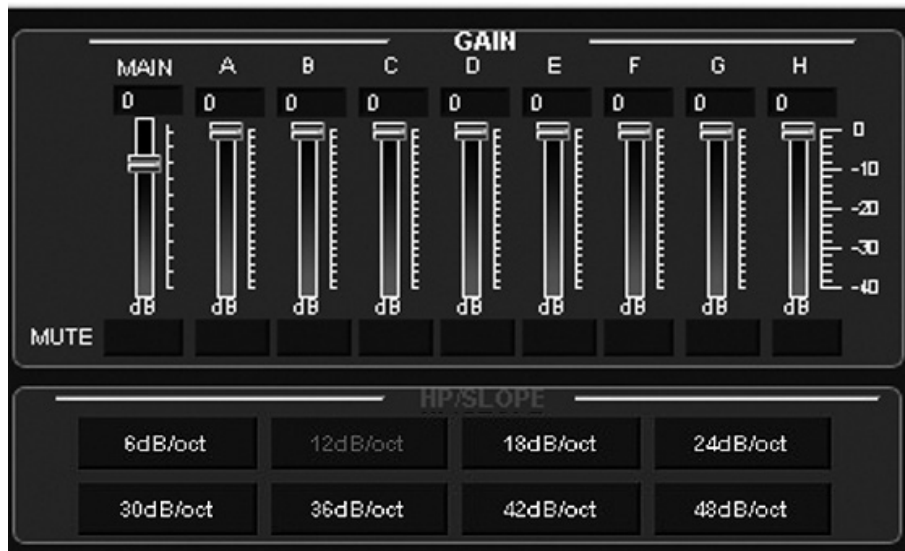 GAIN
MAIN A B C D E F G H
0 0 0 0 0 0 0 0 0
0
-10
-20
-30
-40
dB dB dB dB dB dB dB dB dB
MUTE
HP/SLOPE
6dB/oct 12dB/oct 18dB/oct 24dB/oct
30dB/oct 36dB/oct 42dB/oct 48dB/oct